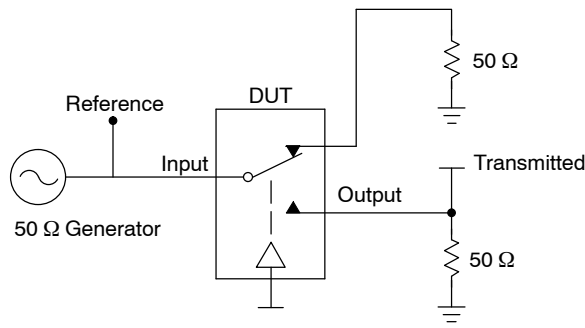 50 Ω
Reference
DUT
Input
Transmitted
Output
50 Ω Generator
50 Ω